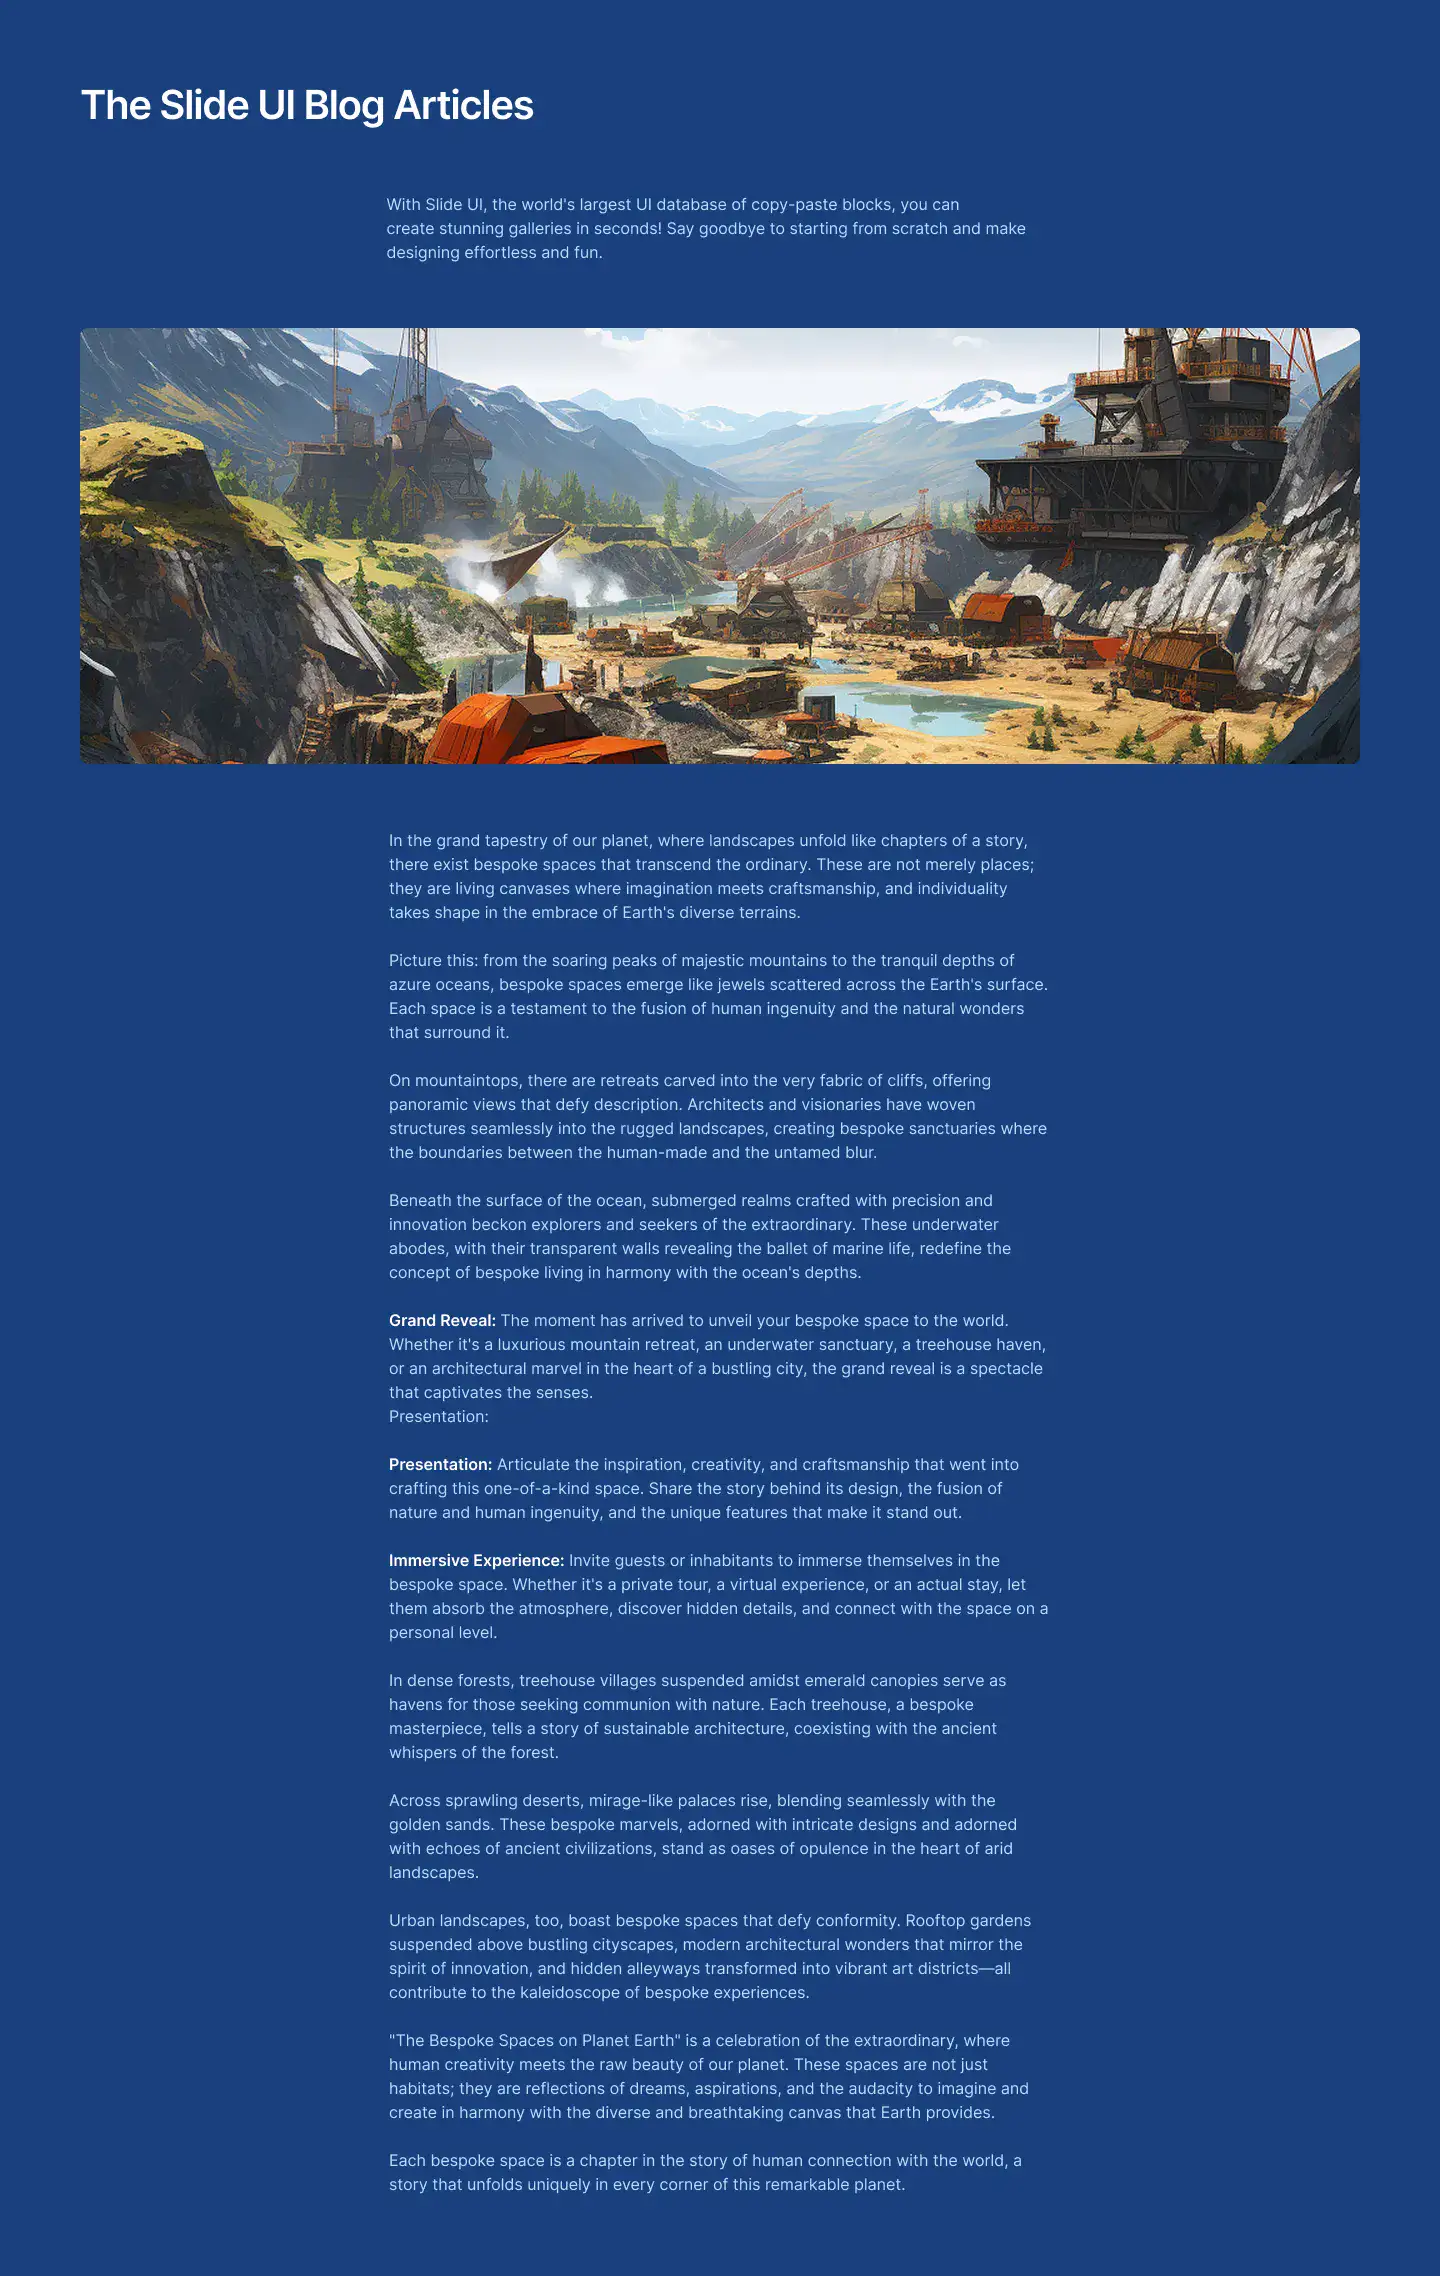 The Slide UI Blog Articles
With Slide UI, the world's largest UI database of copy-paste blocks, you can
create stunning galleries in seconds! Say goodbye to starting from scratch and make
designing effortless and fun.
In the grand tapestry of our planet, where landscapes unfold like chapters of a story,
there exist bespoke spaces that transcend the ordinary. These are not merely places;
they are living canvases where imagination meets craftsmanship, and individuality
takes shape in the embrace of Earth's diverse terrains.
Picture this: from the soaring peaks of majestic mountains to the tranquil depths of
azure oceans, bespoke spaces emerge like jewels scattered across the Earth's surface.
Each space is a testament to the fusion of human ingenuity and the natural wonders
that surround it.
On mountaintops, there are retreats carved into the very fabric of cliffs, offering
panoramic views that defy description. Architects and visionaries have woven
structures seamlessly into the rugged landscapes, creating bespoke sanctuaries where
the boundaries between the human-made and the untamed blur.
Beneath the surface of the ocean, submerged realms crafted with precision and
innovation beckon explorers and seekers of the extraordinary. These underwater
abodes, with their transparent walls revealing the ballet of marine life, redefine the
concept of bespoke living in harmony with the ocean's depths.
Grand Reveal: The moment has arrived to unveil your bespoke space to the world.
Whether it's a luxurious mountain retreat, an underwater sanctuary, a treehouse haven,
or an architectural marvel in the heart of a bustling city, the grand reveal is a spectacle
that captivates the senses.
Presentation:
Presentation: Articulate the inspiration, creativity, and craftsmanship that went into
crafting this one-of-a-kind space. Share the story behind its design, the fusion of
nature and human ingenuity, and the unique features that make it stand out.
Immersive Experience: Invite guests or inhabitants to immerse themselves in the
bespoke space. Whether it's a private tour, a virtual experience, or an actual stay, let
them absorb the atmosphere, discover hidden details, and connect with the space on a
personal level.
In dense forests, treehouse villages suspended amidst emerald canopies serve as
havens for those seeking communion with nature. Each treehouse, a bespoke
masterpiece, tells a story of sustainable architecture, coexisting with the ancient
whispers of the forest.
Across sprawling deserts, mirage-like palaces rise, blending seamlessly with the
golden sands. These bespoke marvels, adorned with intricate designs and adorned
with echoes of ancient civilizations, stand as oases of opulence in the heart of arid
landscapes.
Urban landscapes, too, boast bespoke spaces that defy conformity. Rooftop gardens
suspended above bustling cityscapes, modern architectural wonders that mirror the
spirit of innovation, and hidden alleyways transformed into vibrant art districts—all
contribute to the kaleidoscope of bespoke experiences.
"The Bespoke Spaces on Planet Earth" is a celebration of the extraordinary, where
human creativity meets the raw beauty of our planet. These spaces are not just
habitats; they are reflections of dreams, aspirations, and the audacity to imagine and
create in harmony with the diverse and breathtaking canvas that Earth provides.
Each bespoke space is a chapter in the story of human connection with the world, a
story that unfolds uniquely in every corner of this remarkable planet.